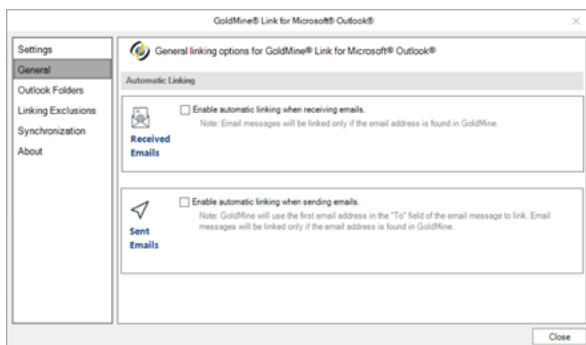 GoldMine® Link for Microsoft® Outlook®
Settings
General
Outlook Folders
Linking Exclusions
Synchronization
About
General linking options for GoldMine® Link for Microsoft® Outlook®
Automatic Linking
Enable automatic linking when receiving emails.
Note: Email messages will be linked only if the email address is found in GoldMine.
Received
Emails
Enable automatic linking when sending emails.
Note: GoldMine will use the first email address in the "To" field of the email message to link. Email
messages will be linked only if the email address is found in GoldMine.
Sent
Emails
Close